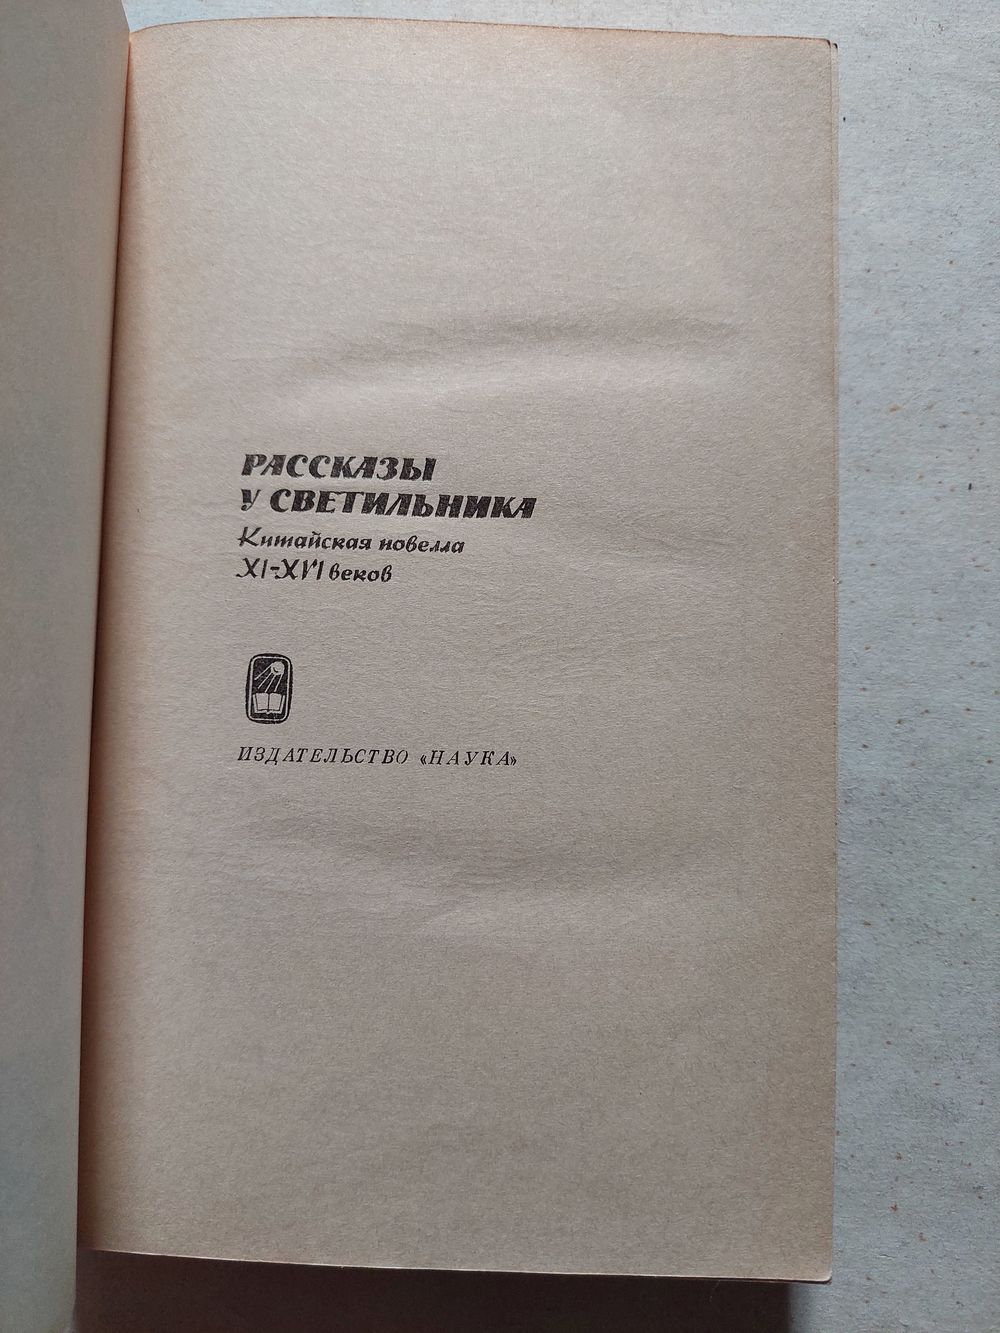 РАССКАЗЫ
У СВЕТИЛЬНИКА
Китайская новелла
XI-XVI веков
ИЗДАТЕЛЬСТВО «НАУКА»